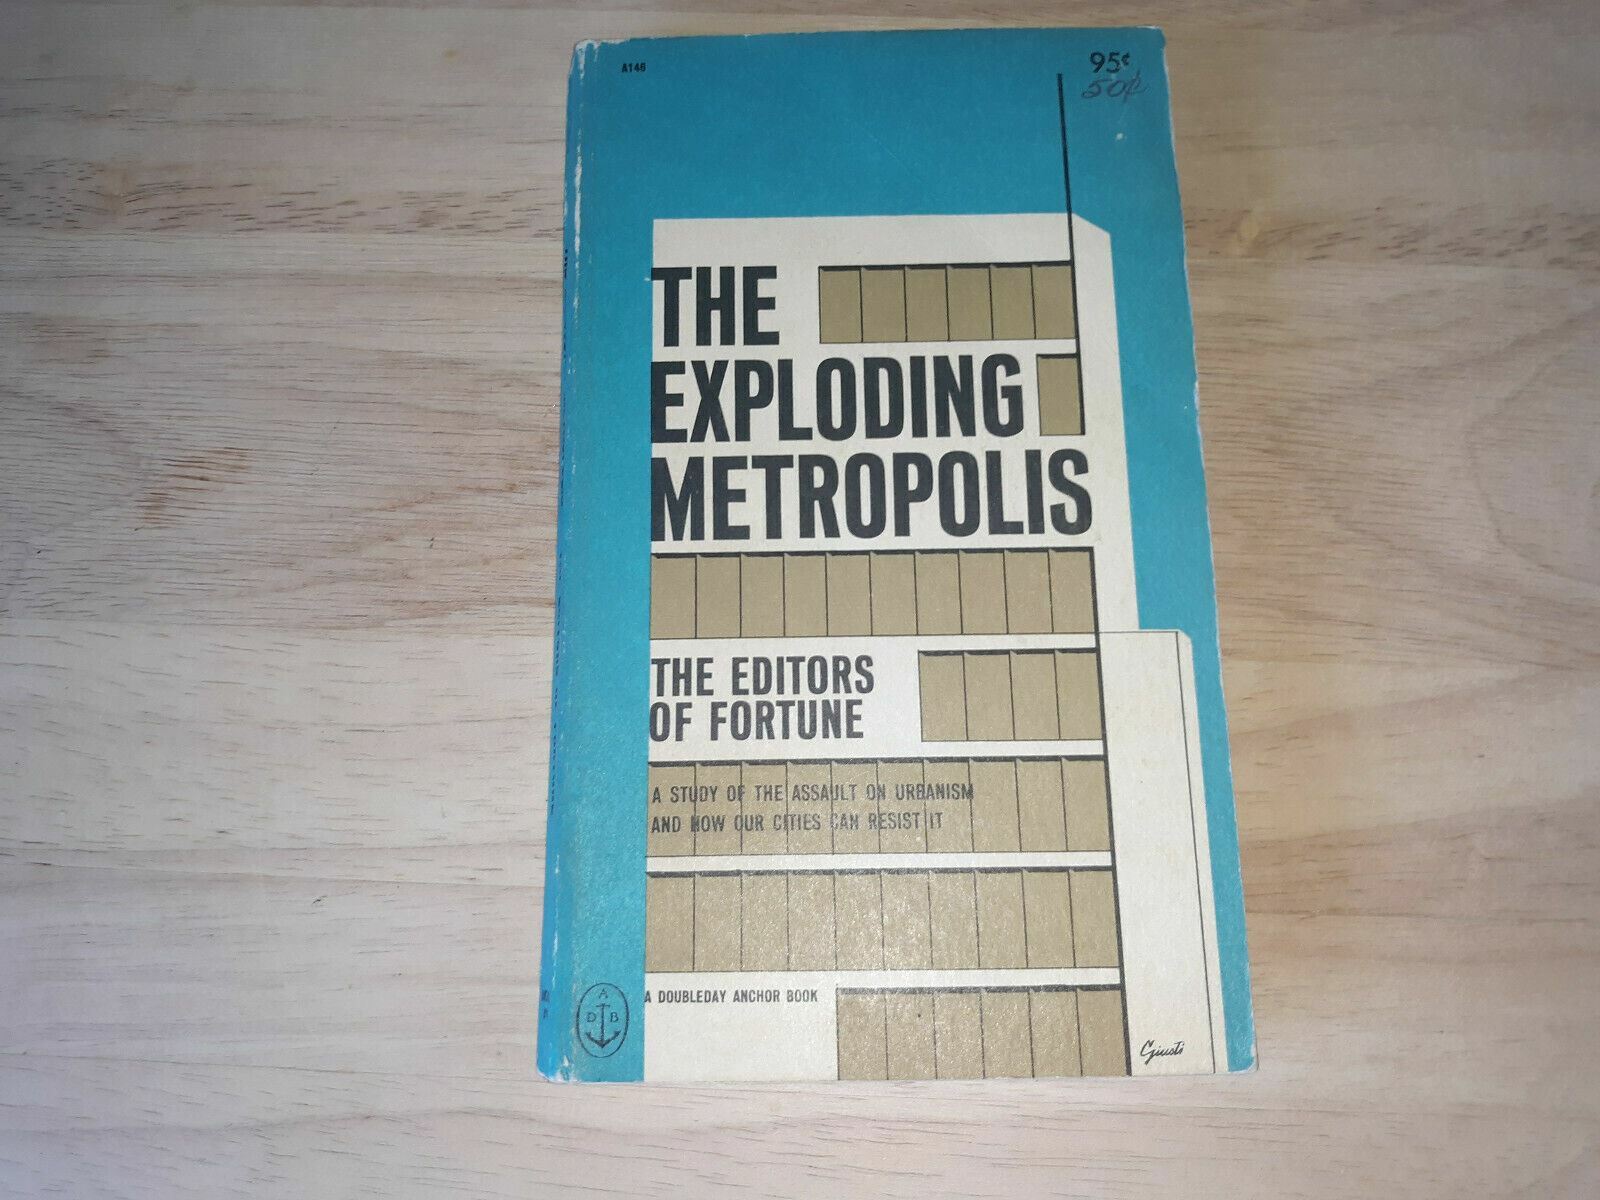 A146
95¢
50¢
THE
EXPLODING
METROPOLIS
THE EDITORS
OF FORTUNE
A STUDY OF THE ASSAULT ON URBANISM
AND HOW OUR CITIES CAN RESIST IT
A DOUBLEDAY ANCHOR BOOK
A
D B
Giusti